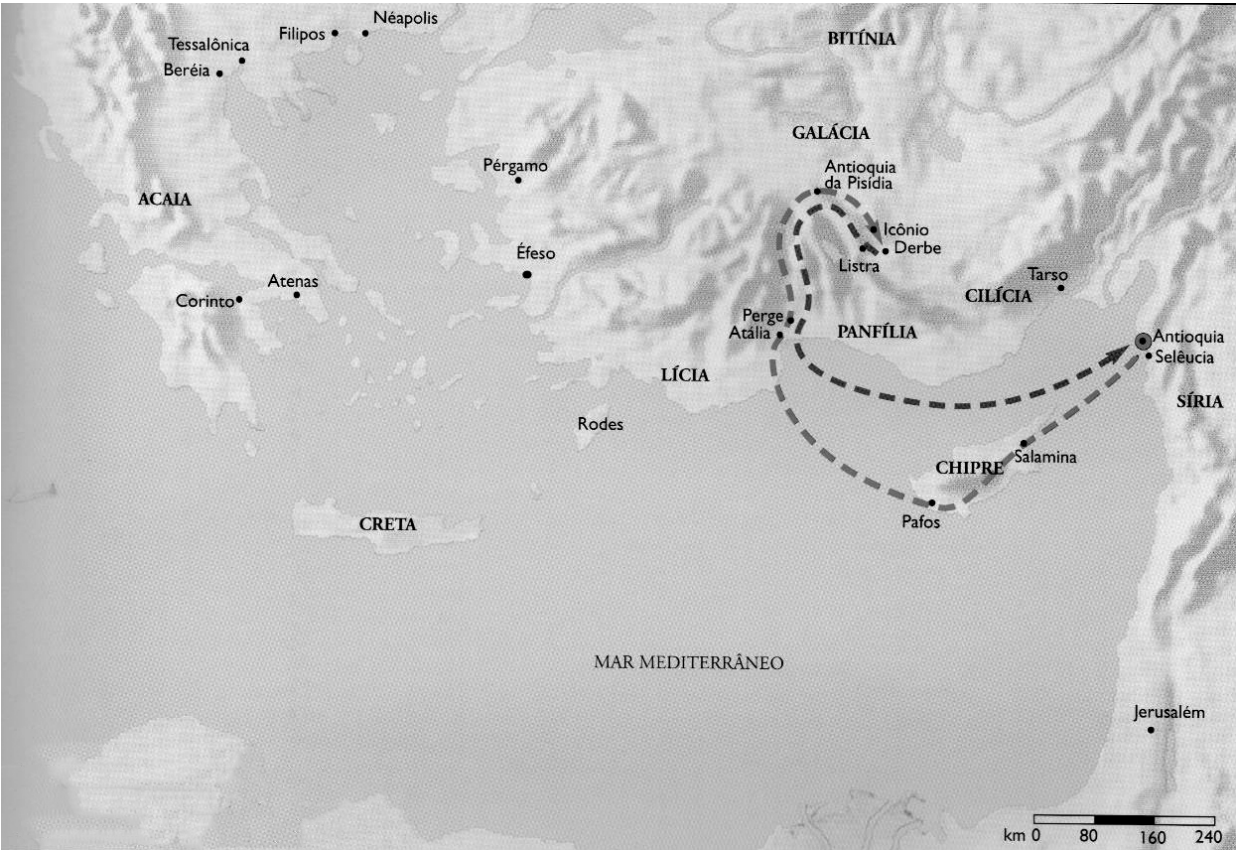 Néapolis
Filipos
BITÍNIA
Tessalônica
Beréia
GALÁCIA
Pérgamo
Antioquia
da Pisídia
ACAIA
Icônio
Derbe
Éfeso
Listra
Atenas
Tarso
Corinto
CILÍCIA
Perge
Atália
PANFÍLIA
Antioquia
Selêucia
LÍCIA
SÍRIA
Rodes
Salamina
CHIPRE
Pafos
CRETA
MAR MEDITERRÂNEO
Jerusalém
km 0 80 160 240